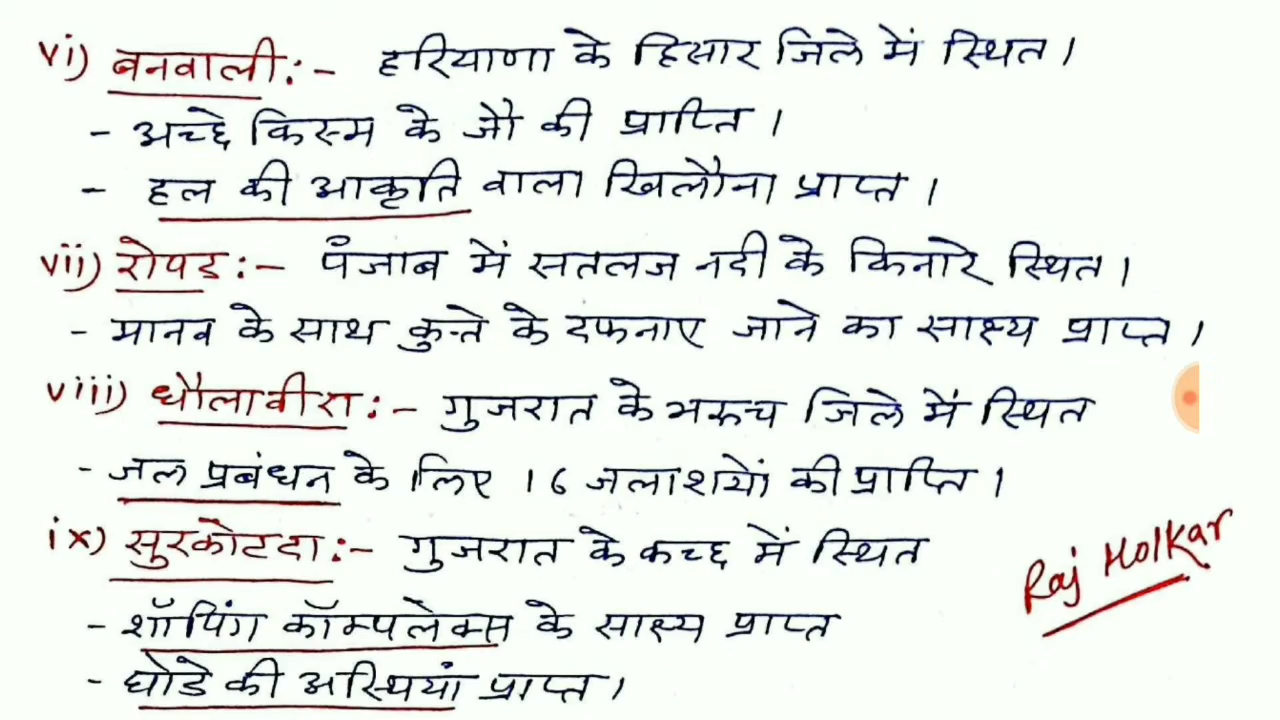 vi) बनवाली:- हरियाणा के हिसार जिले में स्थित।
- अच्छे किस्म के जौ की प्राप्ति।
- हल की आकृति वाला खिलौना प्राप्त।
vii) रोपड:- पंजाब में सतलज नदी के किनारे स्थित।
- मानव के साथ कुत्ते के दफनाए जाने का साक्ष्य प्राप्त।
viii) धौलावीरा:- गुजरात के भरूच जिले में स्थित
- जल प्रबंधन के लिए 16 जलाशयों की प्राप्ति।
ix) सुरकोटदा:- गुजरात के कच्छ में स्थित
- शॉपिंग कॉम्पलेक्स के साक्ष्य प्राप्त
- घोडे की अस्थियां प्राप्त।
Raj Holkar